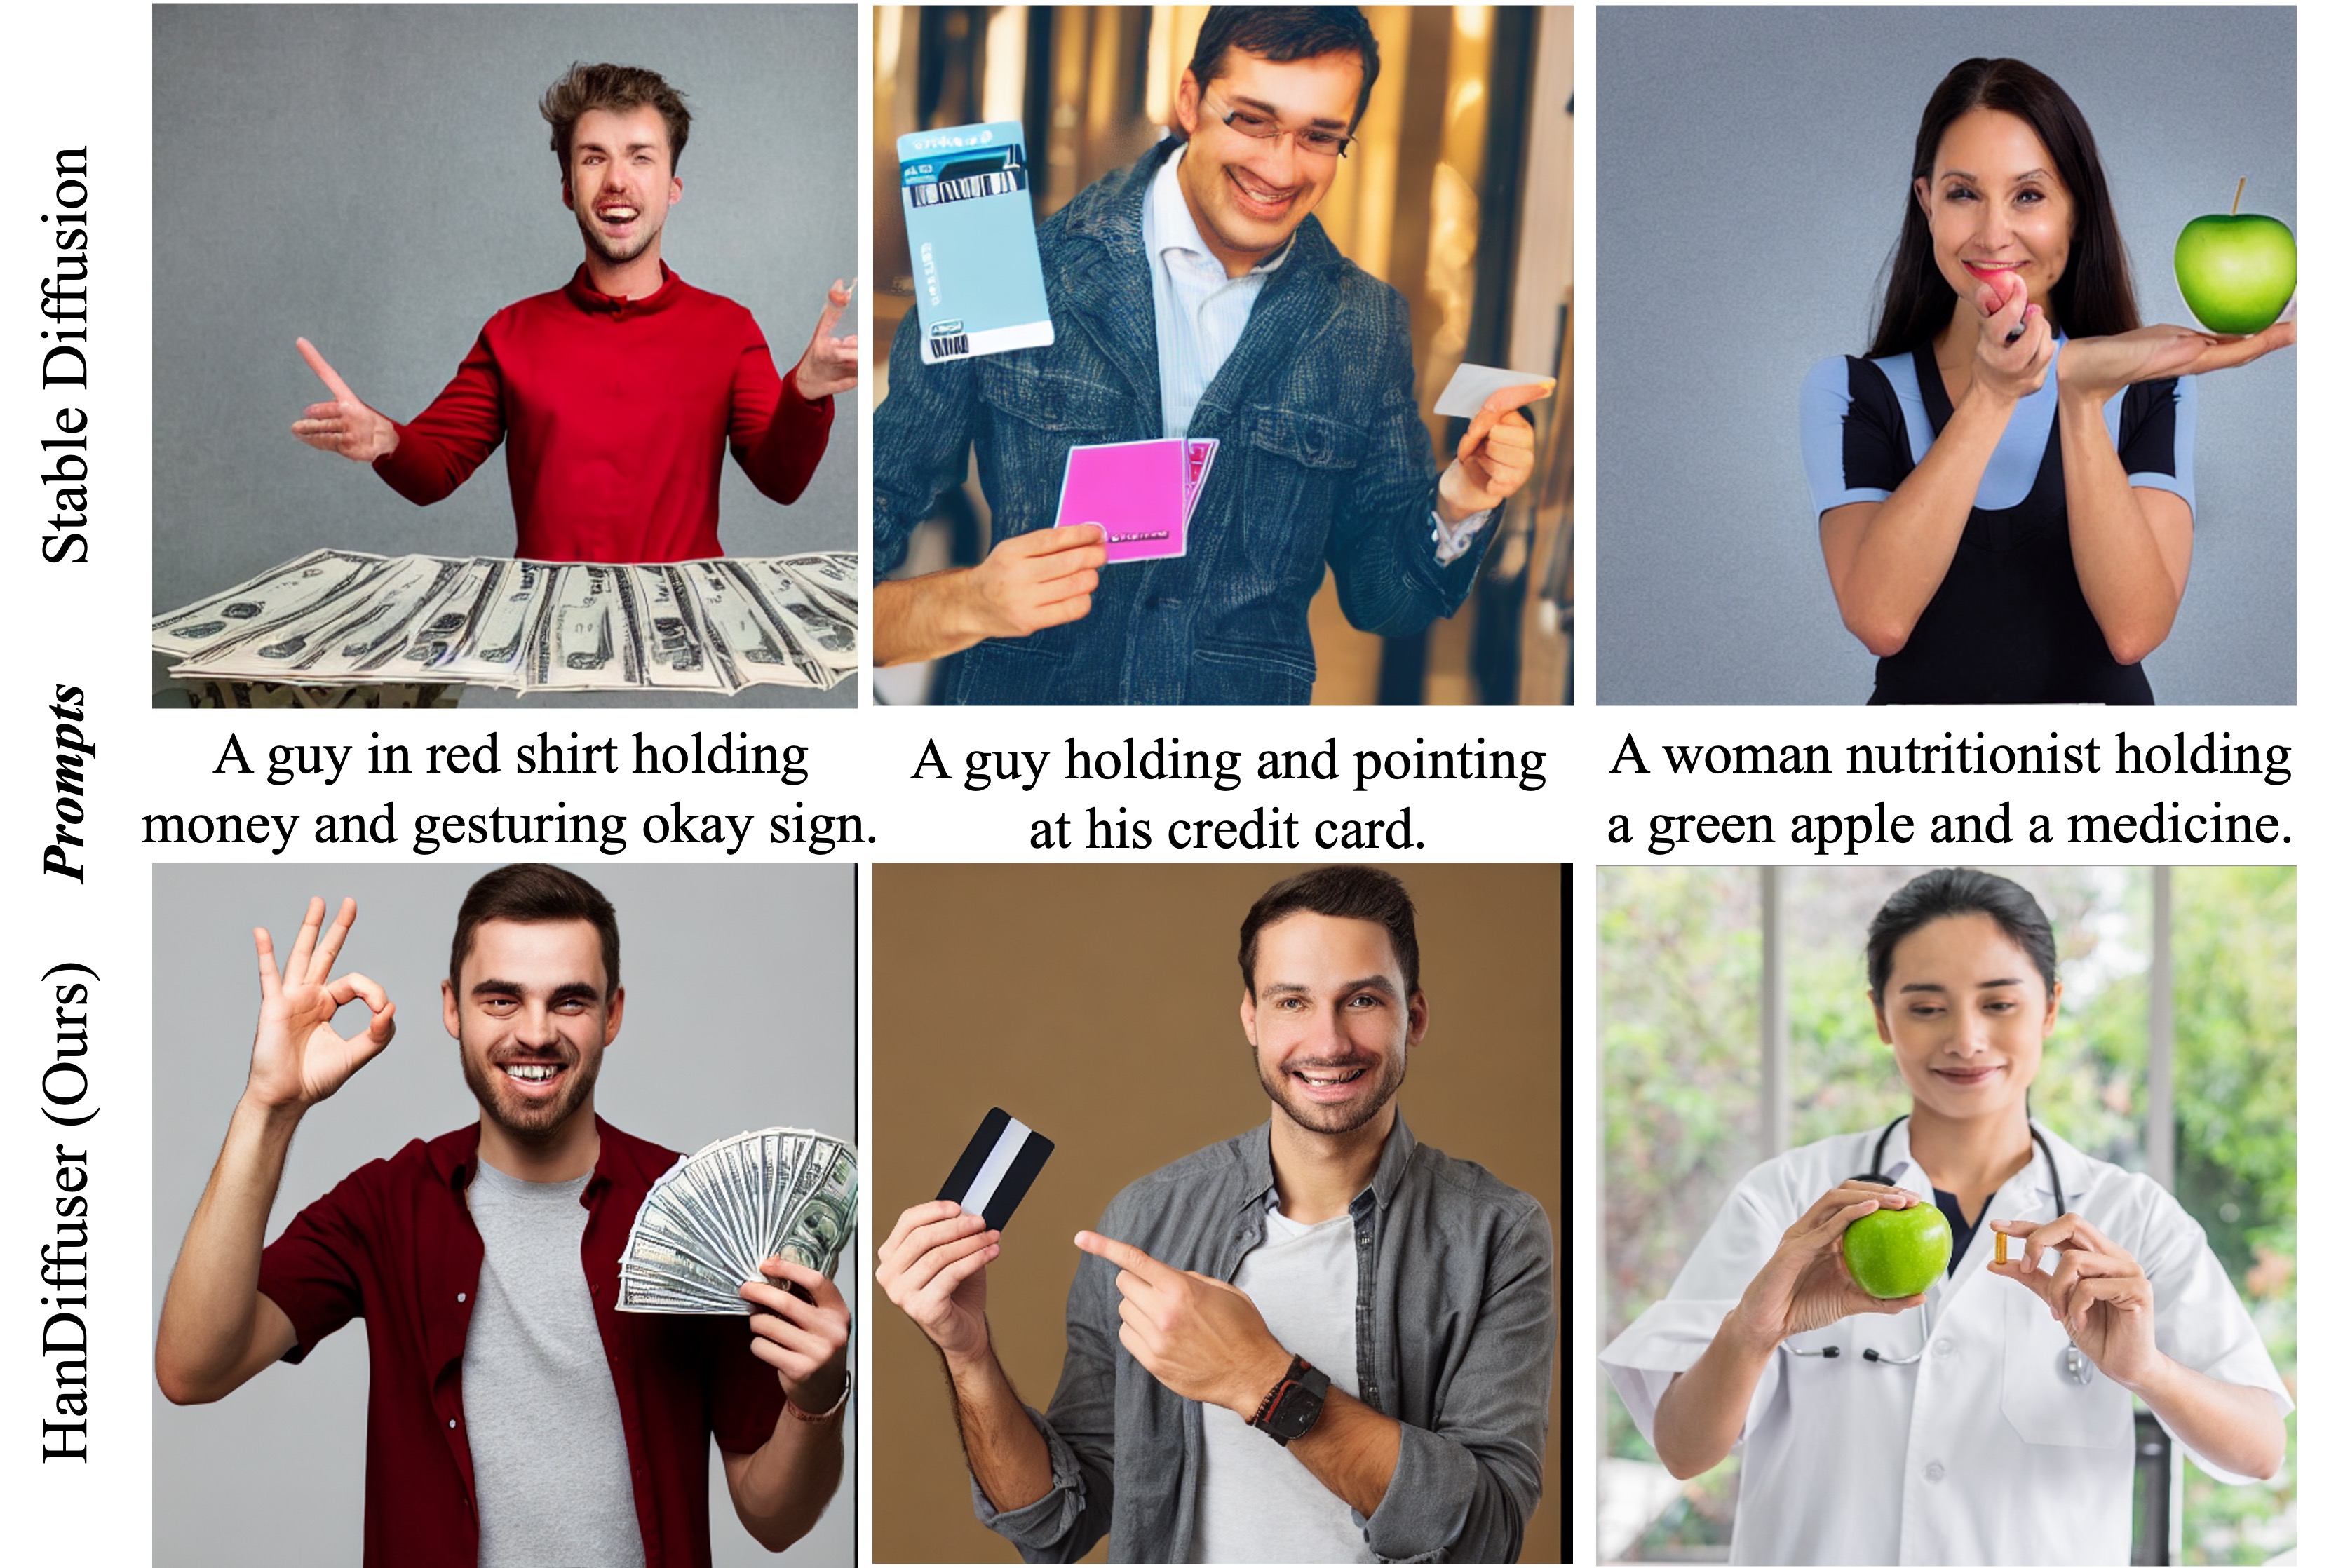 Stable Diffusion
Prompts
A guy in red shirt holding
money and gesturing okay sign.
A guy holding and pointing
at his credit card.
A woman nutritionist holding
a green apple and a medicine.
HanDiffuser (Ours)